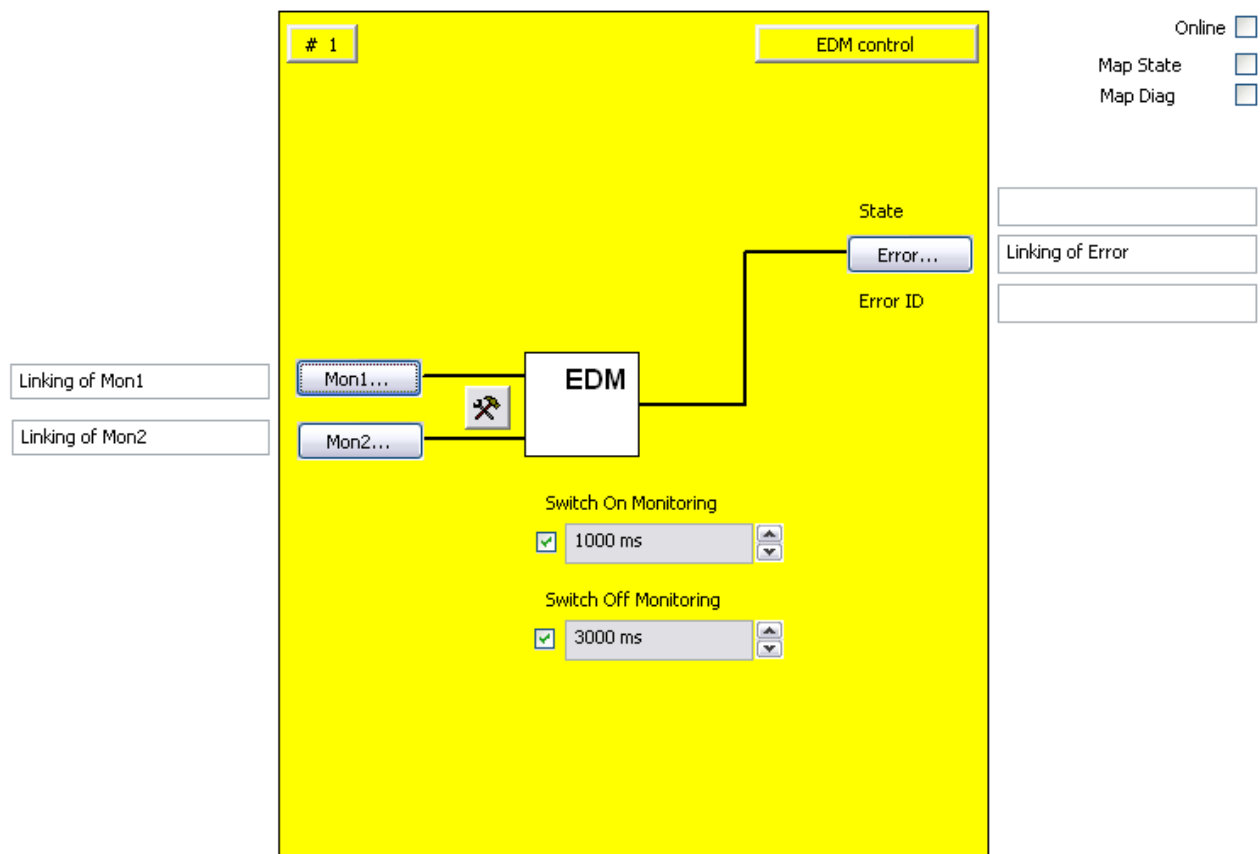 # 1
EDM control
Online
Map State
Map Diag
State
Error...
Linking of Error
Error ID
Linking of Mon1
Mon1...
EDM
Linking of Mon2
Mon2...
Switch On Monitoring
1000 ms
Switch Off Monitoring
3000 ms